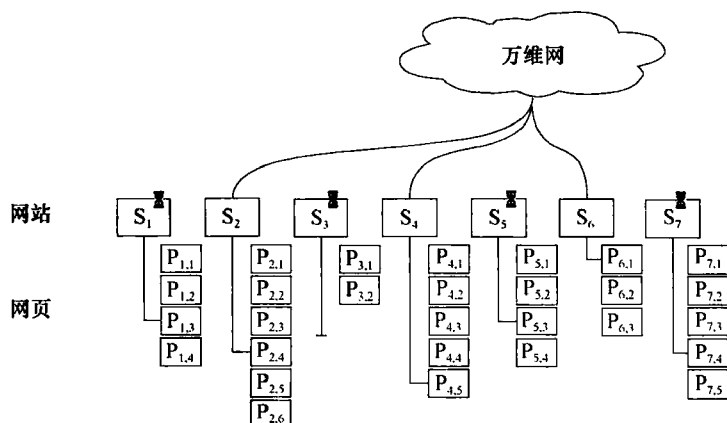 万维网
网站 S₁ S₂ S₃ S₄ S₅ S₆ S₇
P₁,₁ P₂,₁ P₃,₁ P₄,₁ P₅,₁ P₆,₁ P₇,₁
P₁,₂ P₂,₂ P₃,₂ P₄,₂ P₅,₂ P₆,₂ P₇,₂
网页 P₁,₃ P₂,₃ P₄,₃ P₅,₃ P₆,₃ P₇,₃
P₁,₄ P₂,₄ P₄,₄ P₅,₄ P₇,₄
P₂,₅ P₄,₅ P₇,₅
P₂,₆